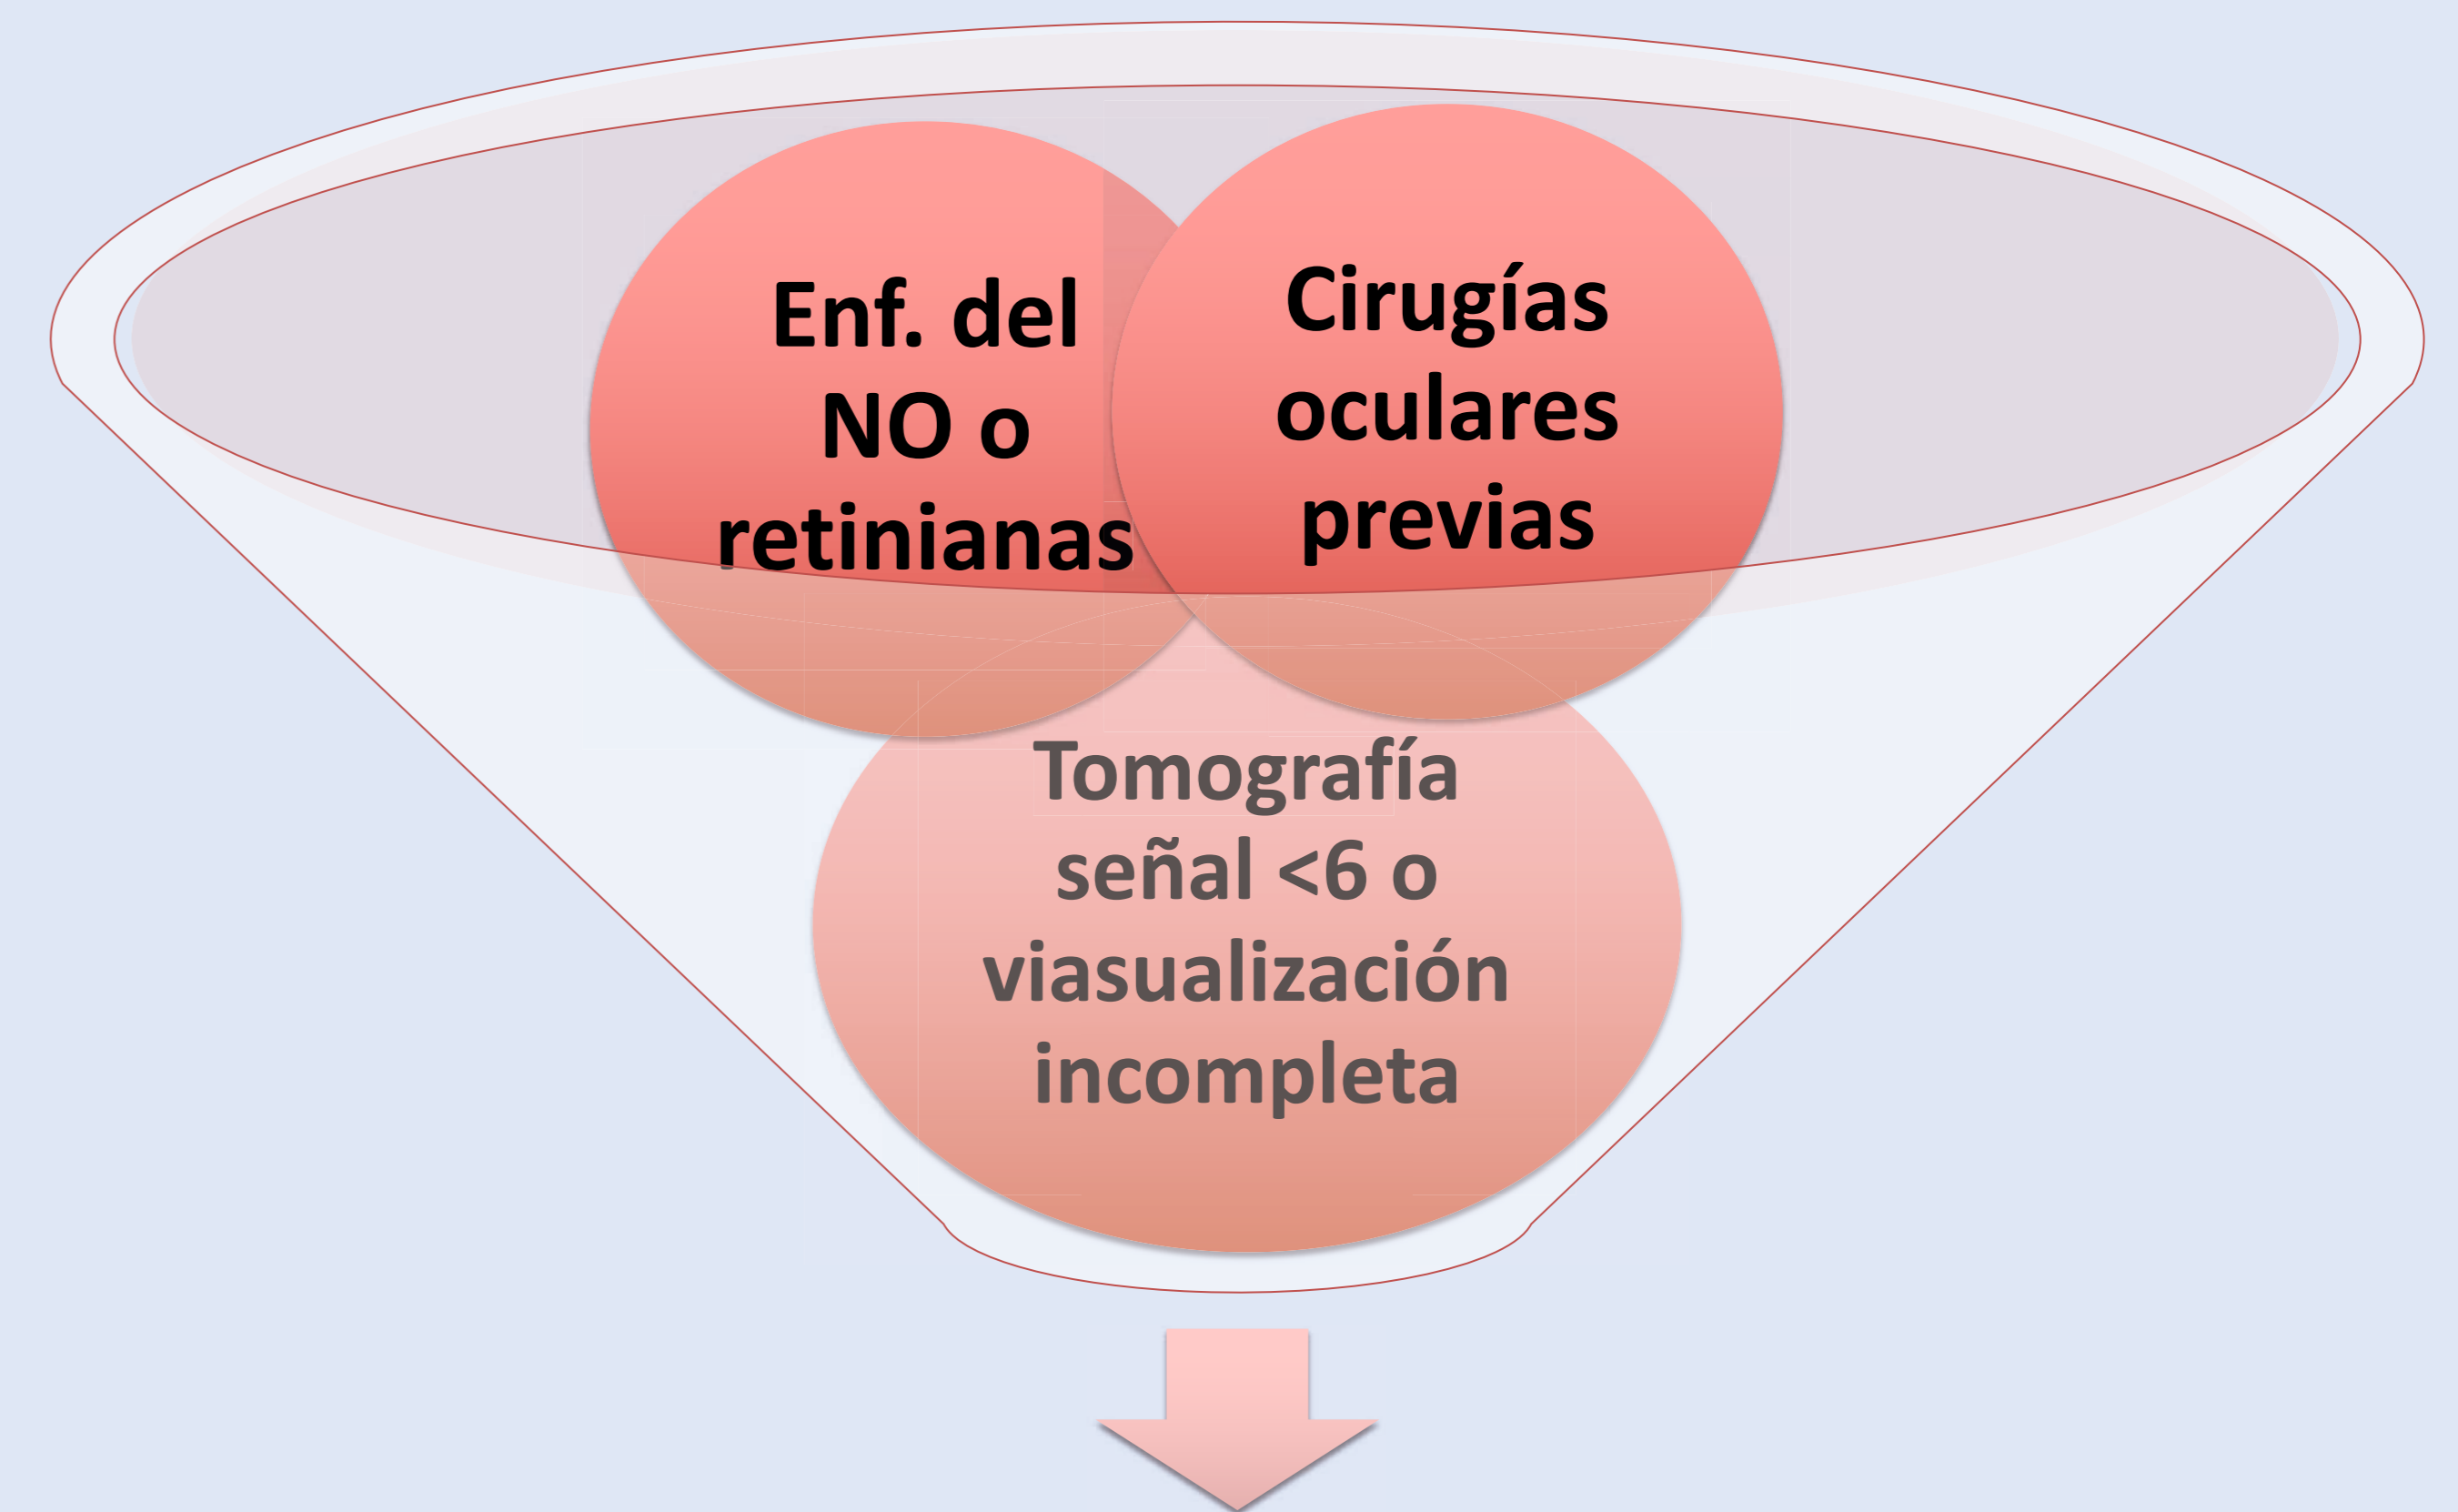 Enf. del
NO o
retinianas
Cirugías
oculares
previas
Tomografía
señal <6 o
viasualización
incompleta